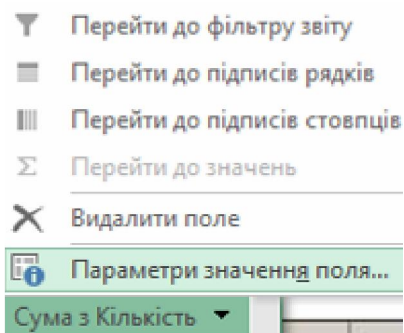 Перейти до фільтру звіту
Перейти до підписів рядків
Перейти до підписів стовпців
Перейти до значень
Видалити поле
Параметри значення поля...
Сума з Кількість